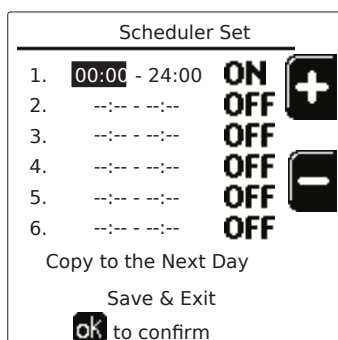 Scheduler Set
1. 00:00 - 24:00 ON
2. --:-- - --:-- OFF
3. --:-- - --:-- OFF
4. --:-- - --:-- OFF
5. --:-- - --:-- OFF
6. --:-- - --:-- OFF
Copy to the Next Day
Save & Exit
ok to confirm